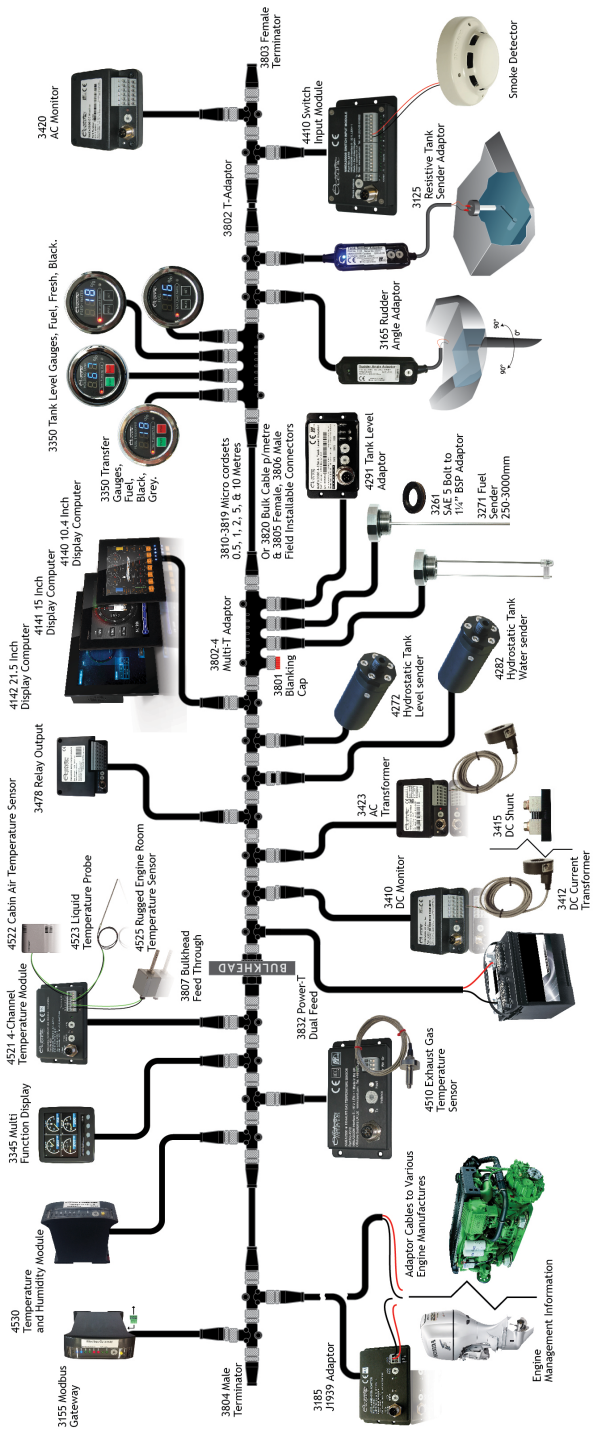 3155 Modbus
Gateway
4530
Temperature
and Humidity Module
3345 Multi
Function Display
4521 4-Channel
Temperature Module
4522 Cabin Air Temperature Sensor
4523 Liquid
Temperature Probe
4525 Rugged Engine Room
Temperature Sensor
3807 Bulkhead
Feed Through
3478 Relay Output
4142 21.5 Inch
Display Computer
4141 15 Inch
Display Computer
4140 10.4 Inch
Display Computer
3350 Transfer
Gauges,
Fuel,
Black,
Grey.
3350 Tank Level Gauges, Fuel, Fresh, Black.
3420
AC Monitor
3804 Male
Terminator
BULKHEAD
3832 Power-T
Dual Feed
3802-4
Multi-T Adaptor
3801
Blanking
Cap
3810-3819 Micro cordsets
0.5, 1, 2, 5, & 10 Metres
Or 3820 Bulk Cable p/metre
& 3805 Female, 3806 Male
Field Installable Connectors
3802 T-Adaptor
3803 Female
Terminator
3185
J1939 Adaptor
Adaptor Cables to Various
Engine Manufactures
Engine
Management Information
4510 Exhaust Gas
Temperature
Sensor
3410
DC Monitor
3412
DC Current
Transformer
3415
DC Shunt
3423
AC
Transformer
4272
Hydrostatic Tank
Level sender
4282
Hydrostatic Tank
Water sender
4291 Tank Level
Adaptor
3261
SAE 5 Bolt to
1¼" BSP Adaptor
3271 Fuel
Sender
250-3000mm
3165 Rudder
Angle Adaptor
90°
0°
90°
3125
Resistive Tank
Sender Adaptor
4410 Switch
Input Module
Smoke Detector